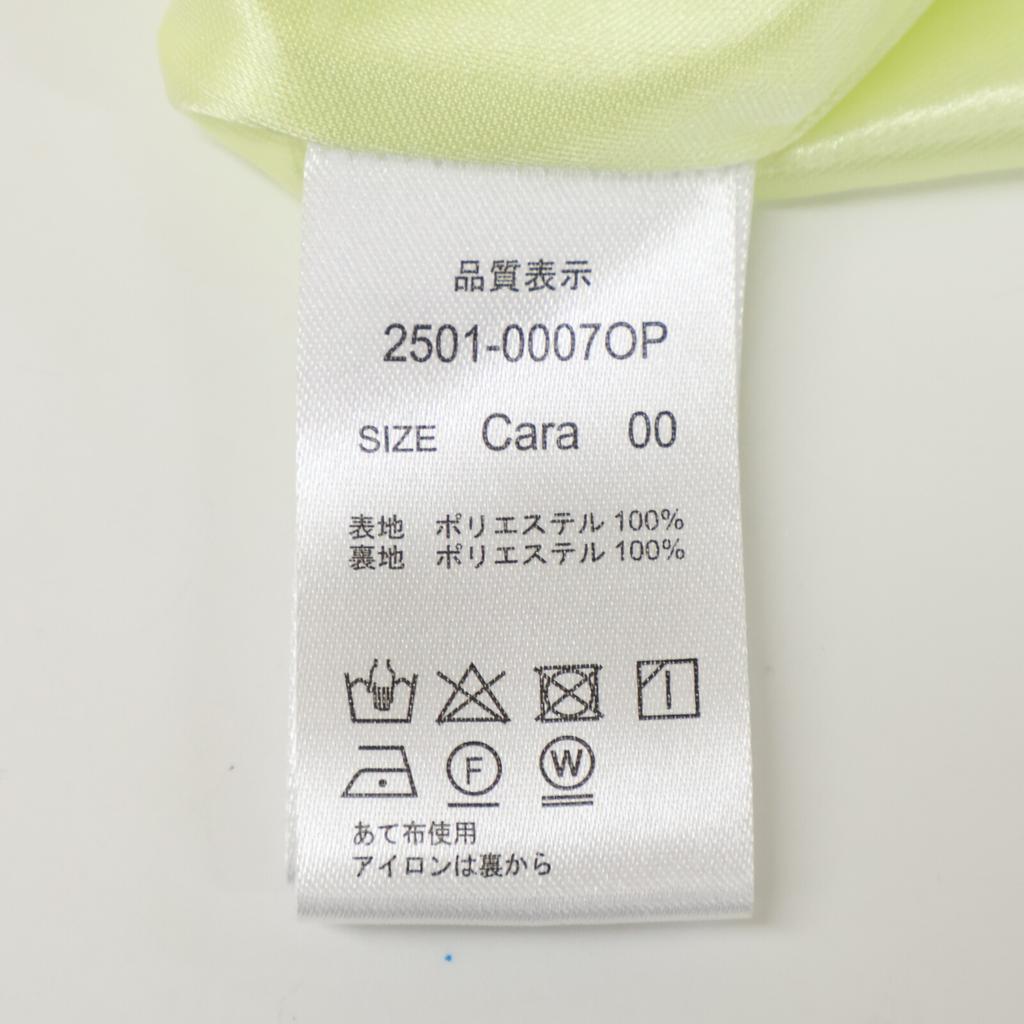 品質表示
2501-0007OP
SIZE Cara 00
表地 ポリエステル 100%
裏地 ポリエステル 100%
F W
あて布使用
アイロンは裏から